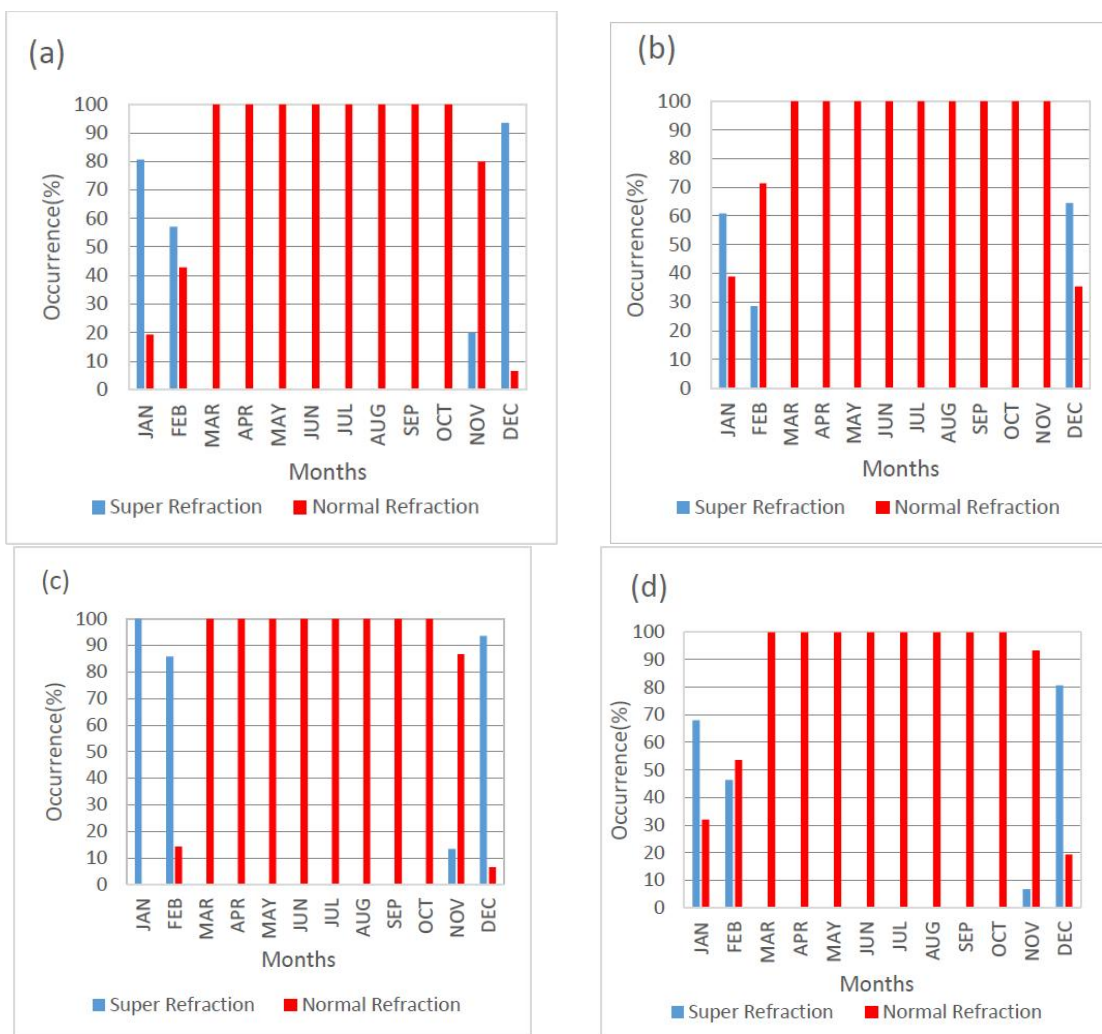 (a)
100
90
80
70
60
50
40
30
20
10
0
Occurrence(%)
JAN
FEB
MAR
APR
MAY
JUN
JUL
AUG
SEP
OCT
NOV
DEC
Months
Super Refraction Normal Refraction
(b)
100
90
80
70
60
50
40
30
20
10
0
Occurrence(%)
JAN
FEB
MAR
APR
MAY
JUN
JUL
AUG
SEP
OCT
NOV
DEC
Months
Super Refraction Normal Refraction
(c)
100
90
80
70
60
50
40
30
20
10
0
Occurrence(%)
JAN
FEB
MAR
APR
MAY
JUN
JUL
AUG
SEP
OCT
NOV
DEC
Months
Super Refraction Normal Refraction
(d)
100
90
80
70
60
50
40
30
20
10
0
Occurrence(%)
JAN
FEB
MAR
APR
MAY
JUN
JUL
AUG
SEP
OCT
NOV
DEC
Months
Super Refraction Normal Refraction